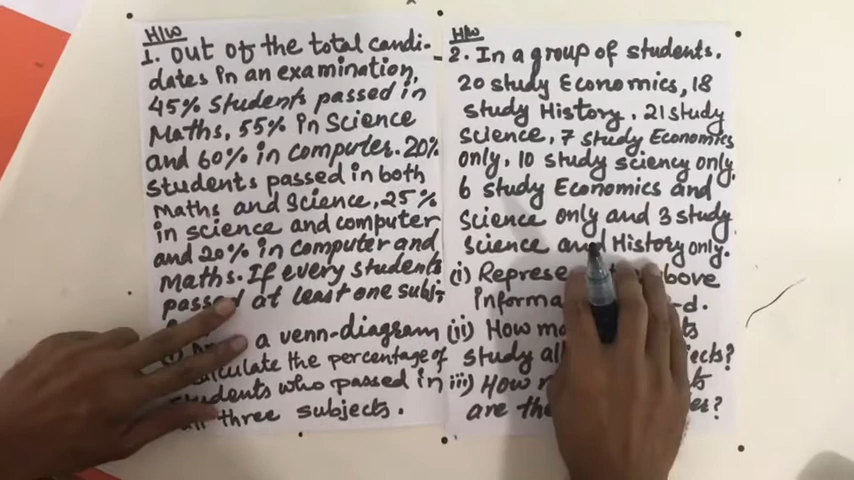 H/W
1. Out of the total candi-
dates in an examination,
45% students passed in
Maths, 55% in Science
and 60% in computer. 20%
students passed in both
Maths and Science, 25%
in science and computer
and 20% in computer and
Maths. If every students
passed at least one subj-
a venn-diagram
calculate the percentage of
students who passed in
all three subjects.
H/W
2. In a group of students.
20 study Economics, 18
study History, 21 study
Science, 7 study Economics
only, 10 study sciency only,
6 study Economics and
Science only and 3 study
Science and History only.
(i) Represe above
Informa -d.
(ii) How ts
study al jects?
iii) How ts
are the es?